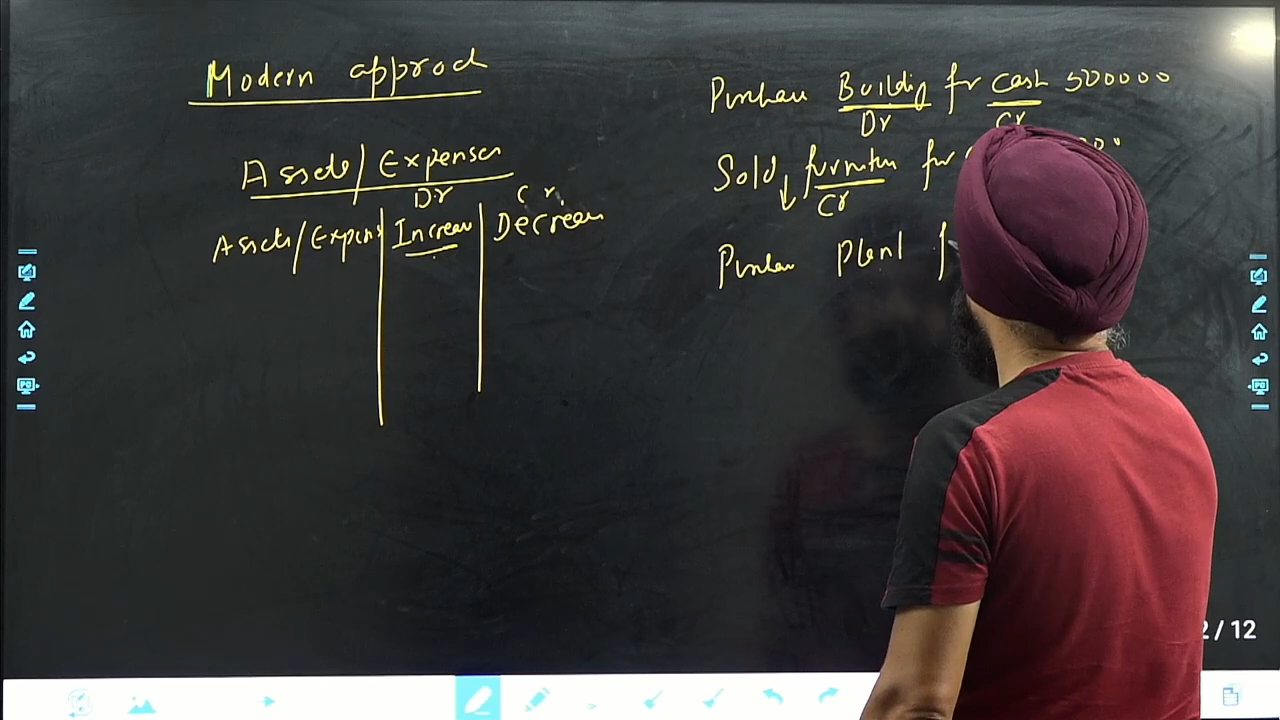 Modern approch
Assets/Expenses
Dr Cr
Assets/Expens Increase Decrease
Purchase Building for cash 500000
Dr Cr
Sold furniture for
Cr
Purchase Plant f
2/12